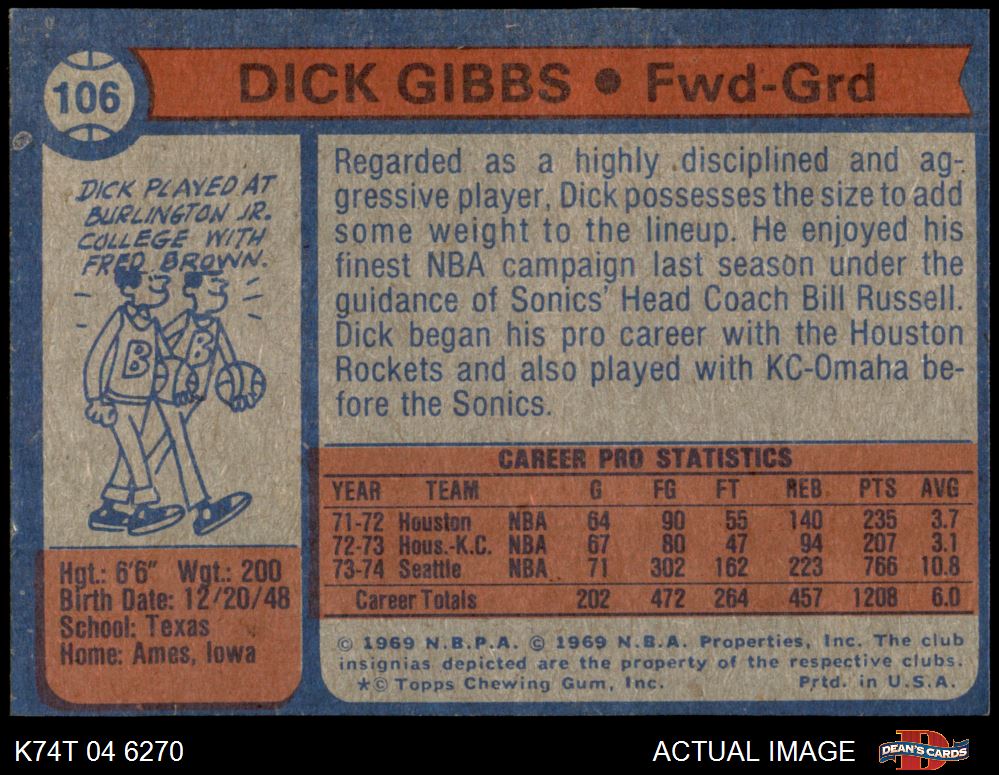 106
DICK GIBBS • Fwd-Grd
DICK PLAYED AT
BURLINGTON JR.
COLLEGE WITH
FRED BROWN.
B
B
Regarded as a highly disciplined and ag-
gressive player, Dick possesses the size to add
some weight to the lineup. He enjoyed his
finest NBA campaign last season under the
guidance of Sonics' Head Coach Bill Russell.
Dick began his pro career with the Houston
Rockets and also played with KC-Omaha be-
fore the Sonics.
CAREER PRO STATISTICS
YEAR TEAM G FG FT REB PTS AVG
71-72 Houston NBA 64 90 55 140 235 3.7
72-73 Hous.-K.C. NBA 67 80 47 94 207 3.1
73-74 Seattle NBA 71 302 162 223 766 10.8
Career Totals 202 472 264 457 1208 6.0
Hgt.: 6'6" Wgt.: 200
Birth Date: 12/20/48
School: Texas
Home: Ames, Iowa
© 1969 N.B.P.A. © 1969 N.B.A. Properties, Inc. The club
insignias depicted are the property of the respective clubs.
*© Topps Chewing Gum, Inc. Prtd. in U.S.A.
K74T 04 6270
ACTUAL IMAGE
D
DEAN'S CARDS